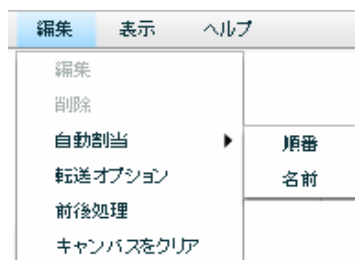 編集 表示 ヘルプ
編集
削除
自動割当
順番
転送オプション
名前
前後処理
キャンバスをクリア